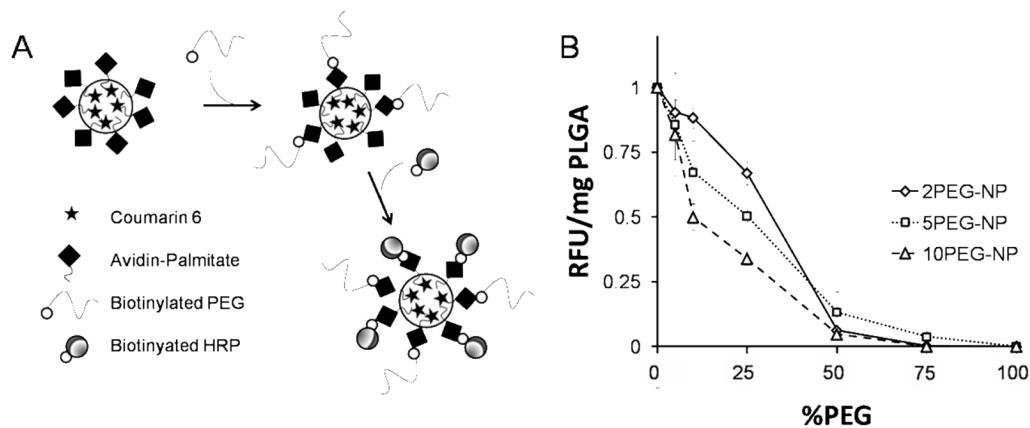 A
Coumarin 6
Avidin-Palmitate
Biotinylated PEG
Biotinyated HRP
B
RFU/mg PLGA
1
0.75
0.5
0.25
0
0 25 50 75 100
%PEG
2PEG-NP
5PEG-NP
10PEG-NP